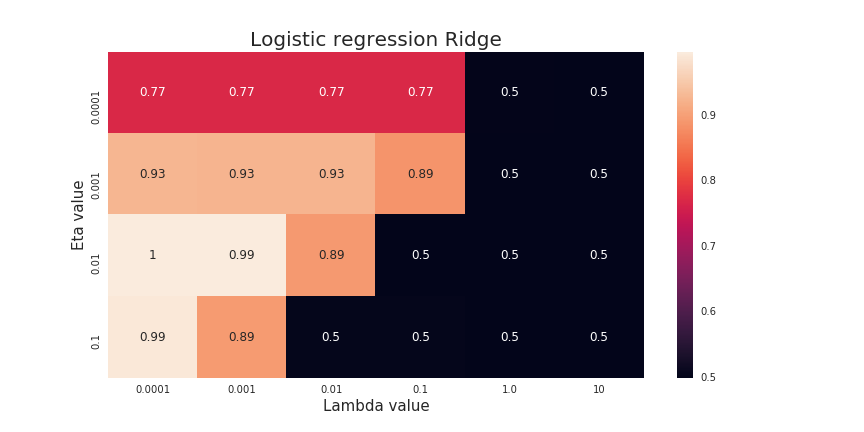 Logistic regression Ridge
Eta value
0.0001 0.77 0.77 0.77 0.77 0.5 0.5
0.001 0.93 0.93 0.93 0.89 0.5 0.5
0.01 1 0.99 0.89 0.5 0.5 0.5
0.1 0.99 0.89 0.5 0.5 0.5 0.5
0.0001 0.001 0.01 0.1 1.0 10
Lambda value
0.9
0.8
0.7
0.6
0.5